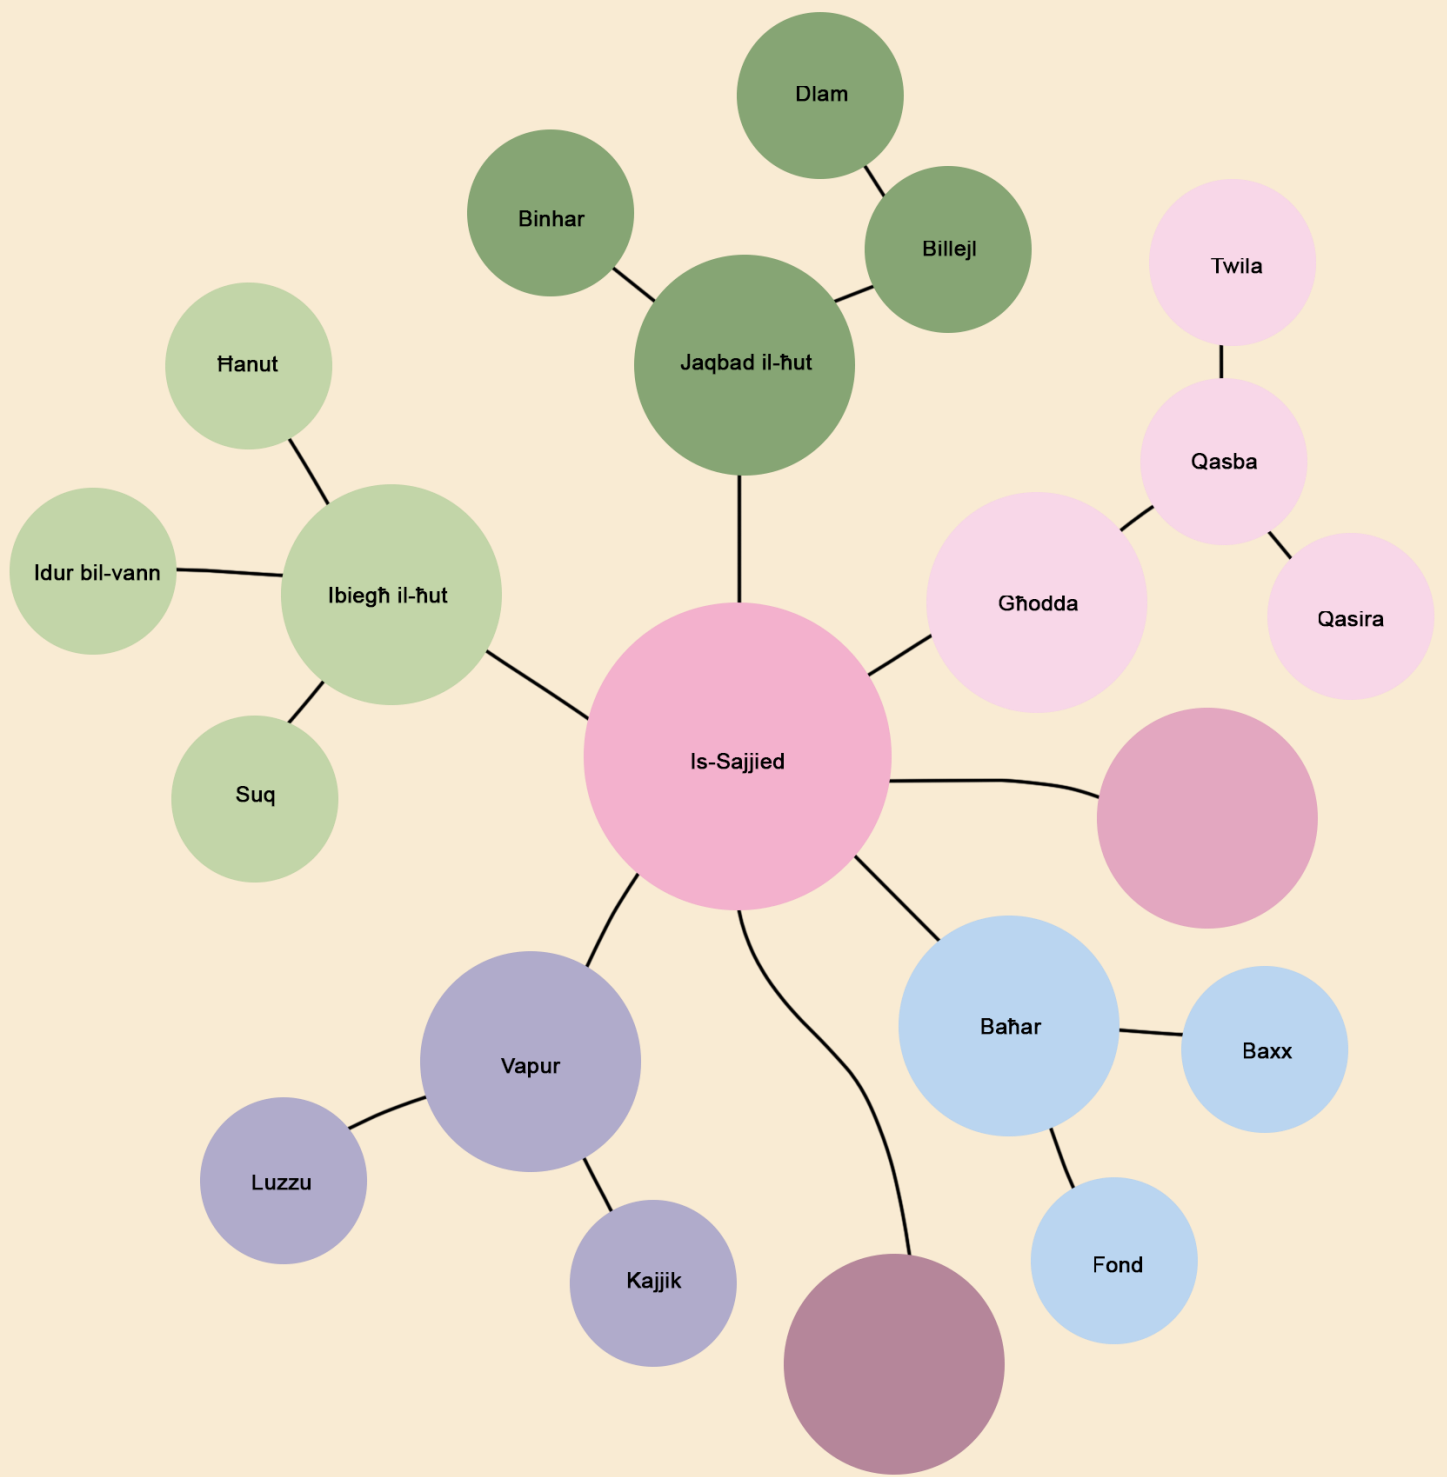 Dlam
Binhar
Billejl
Twila
Ħanut
Jaqbad il-ħut
Qasba
Idur bil-vann
Ibiegħ il-ħut
Għodda
Qasira
Is-Sajjied
Suq
Baħar
Baxx
Vapur
Luzzu
Fond
Kajjik